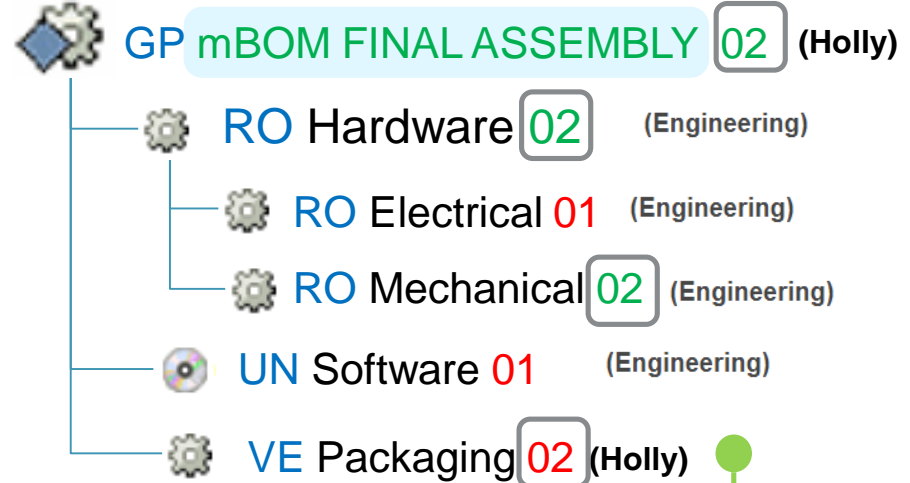 GP mBOM FINAL ASSEMBLY 02 (Holly)
RO Hardware 02 (Engineering)
RO Electrical 01 (Engineering)
RO Mechanical 02 (Engineering)
UN Software 01 (Engineering)
VE Packaging 02 (Holly)